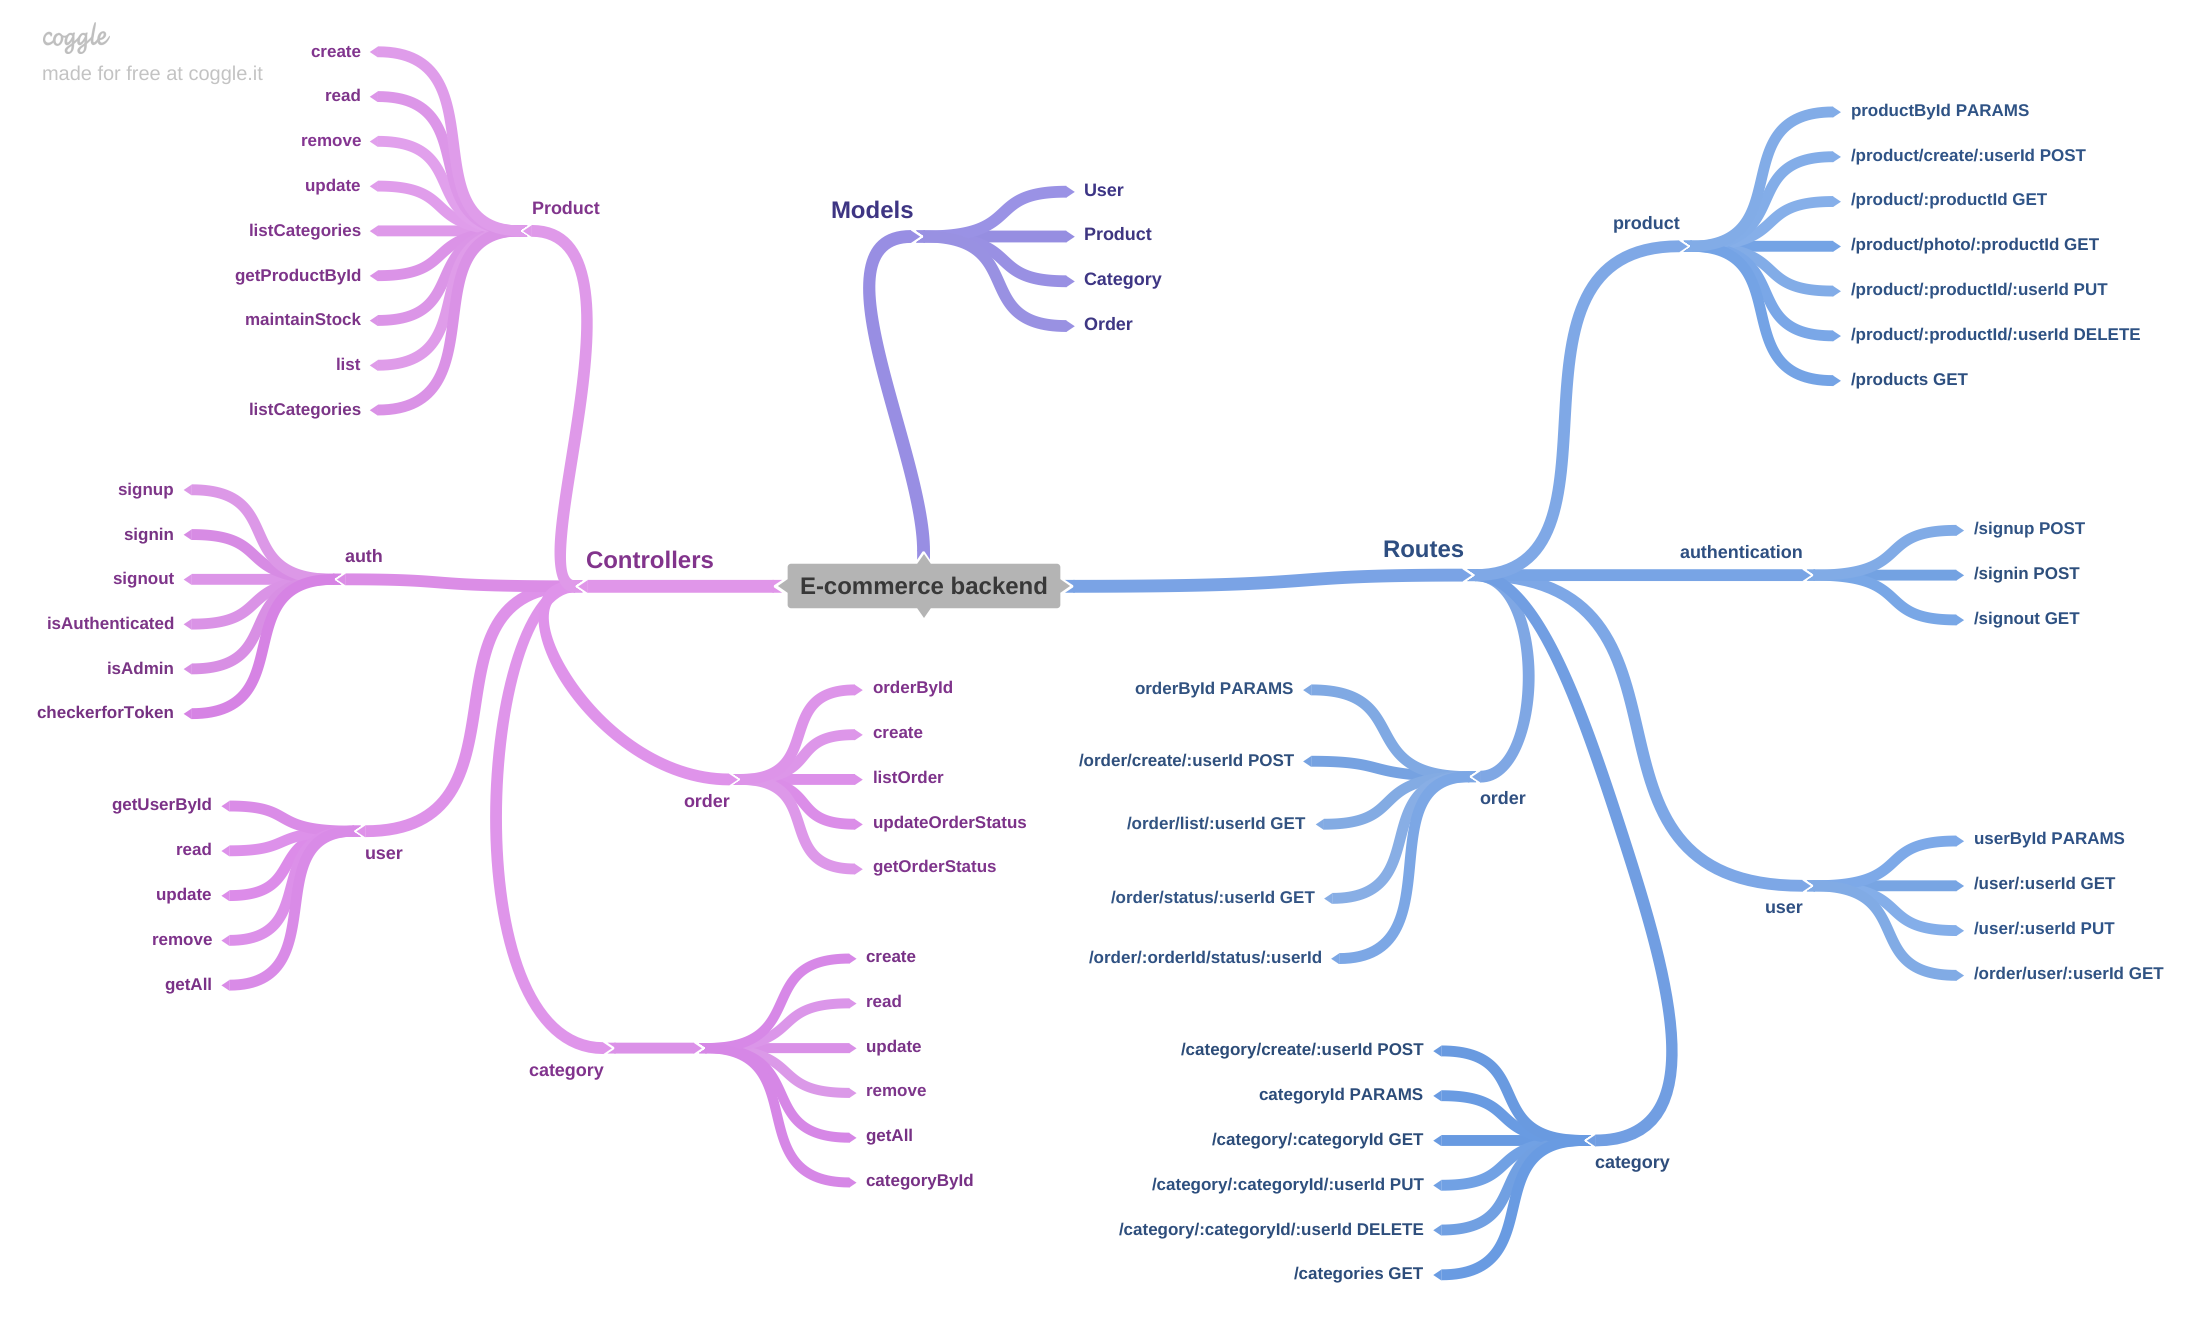 coggle
made for free at coggle.it
E-commerce backend
Controllers
Product
create
read
remove
update
listCategories
getProductById
maintainStock
list
listCategories
auth
signup
signin
signout
isAuthenticated
isAdmin
checkerforToken
user
getUserById
read
update
remove
getAll
order
orderById
create
listOrder
updateOrderStatus
getOrderStatus
category
create
read
update
remove
getAll
categoryById
Models
User
Product
Category
Order
Routes
product
productById PARAMS
/product/create/:userId POST
/product/:productId GET
/product/photo/:productId GET
/product/:productId/:userId PUT
/product/:productId/:userId DELETE
/products GET
authentication
/signup POST
/signin POST
/signout GET
order
orderById PARAMS
/order/create/:userId POST
/order/list/:userId GET
/order/status/:userId GET
/order/:orderId/status/:userId
user
userById PARAMS
/user/:userId GET
/user/:userId PUT
/order/user/:userId GET
category
/category/create/:userId POST
categoryId PARAMS
/category/:categoryId GET
/category/:categoryId/:userId PUT
/category/:categoryId/:userId DELETE
/categories GET